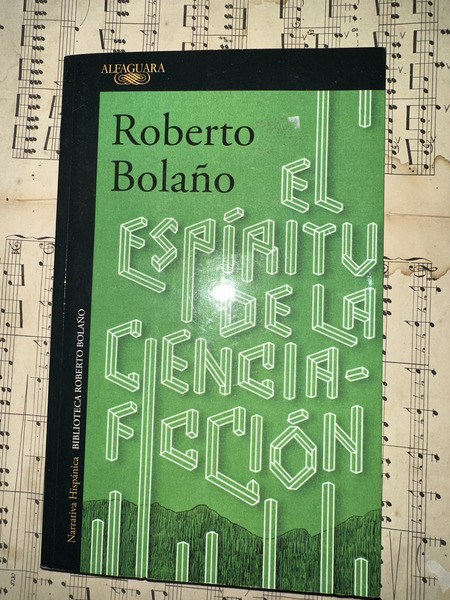 ALFAGUARA
Roberto
Bolaño
EL
ESPÍRITU
DE LA
CIENCIA-
FICCIÓN
Narrativa Hispánica BIBLIOTECA ROBERTO BOLAÑO